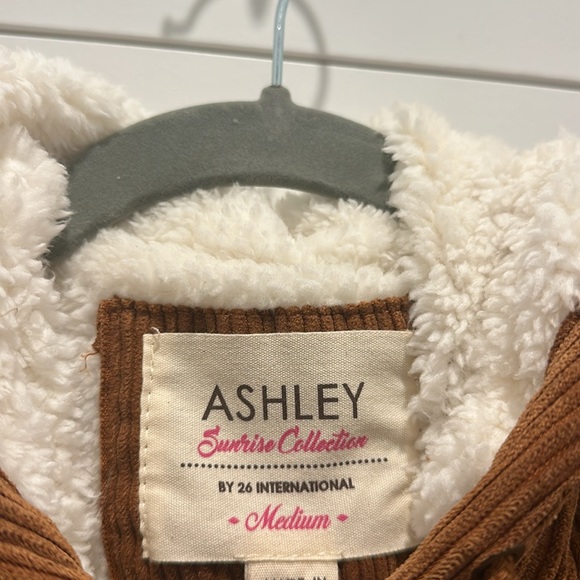 ASHLEY
Sunrise Collection
BY 26 INTERNATIONAL
Medium